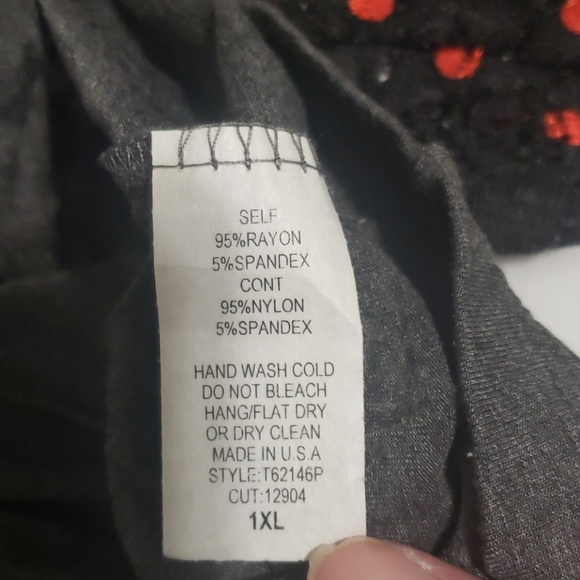 SELF
95%RAYON
5%SPANDEX
CONT
95%NYLON
5%SPANDEX
HAND WASH COLD
DO NOT BLEACH
HANG/FLAT DRY
OR DRY CLEAN
MADE IN U.S.A
STYLE:T62146P
CUT:12904
1XL